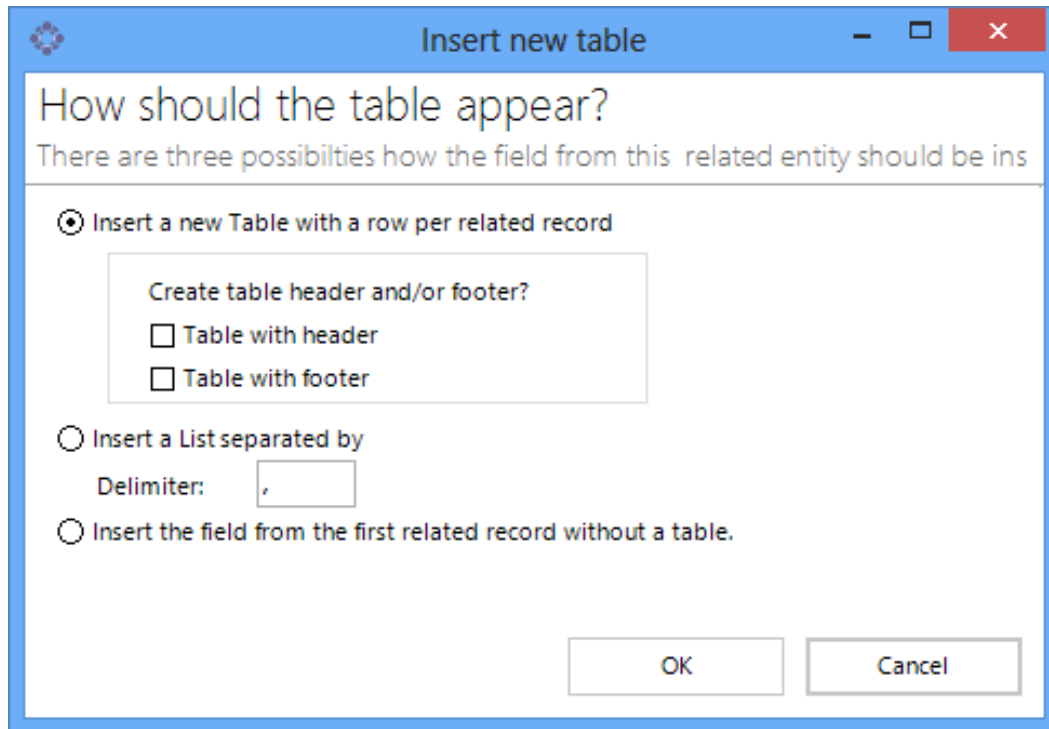 Insert new table
How should the table appear?
There are three possibilties how the field from this  related entity should be ins
Insert a new Table with a row per related record
Create table header and/or footer?
Table with header
Table with footer
Insert a List separated by
Delimiter: ,
Insert the field from the first related record without a table.
OK Cancel